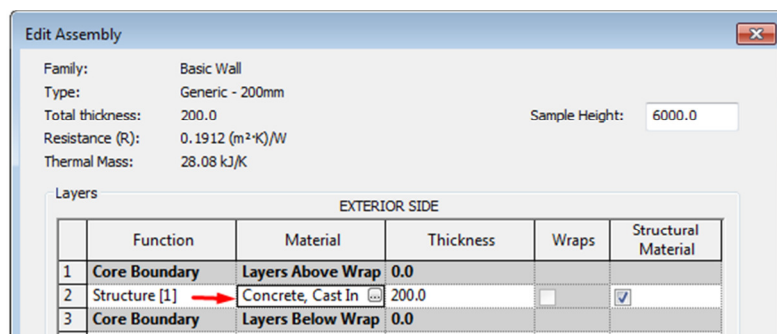 Edit Assembly
Family: Basic Wall
Type: Generic - 200mm
Total thickness: 200.0 Sample Height: 6000.0
Resistance (R): 0.1912 (m²·K)/W
Thermal Mass: 28.08 kJ/K
Layers
EXTERIOR SIDE
Function Material Thickness Wraps Structural Material
1 Core Boundary Layers Above Wrap 0.0
2 Structure [1] Concrete, Cast In ... 200.0
3 Core Boundary Layers Below Wrap 0.0